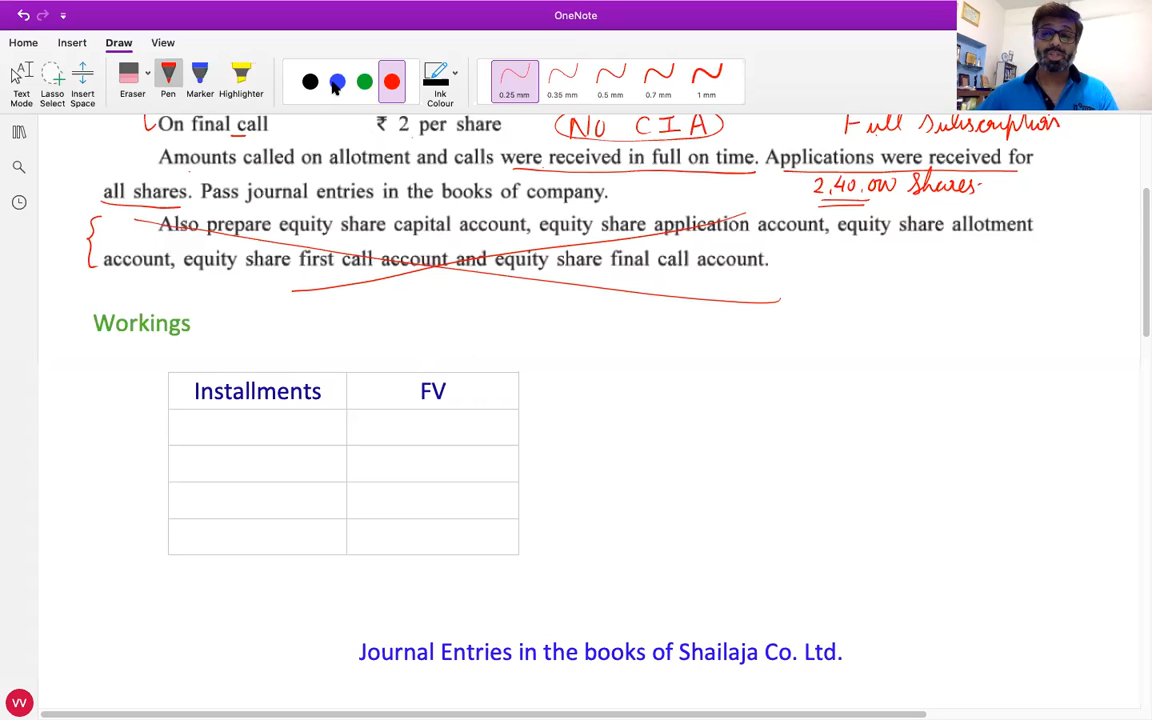 OneNote
Home Insert Draw View
Text Mode
Lasso Select
Insert Space
Eraser
Pen
Marker
Highlighter
Ink Colour
0.25 mm 0.35 mm 0.5 mm 0.7 mm 1 mm
On final call ₹ 2 per share (No CIA) Full Subscription
Amounts called on allotment and calls were received in full on time. Applications were received for
all shares. Pass journal entries in the books of company. 2,40,000 Shares
Also prepare equity share capital account, equity share application account, equity share allotment
account, equity share first call account and equity share final call account.
Workings
Installments FV
Journal Entries in the books of Shailaja Co. Ltd.
VV